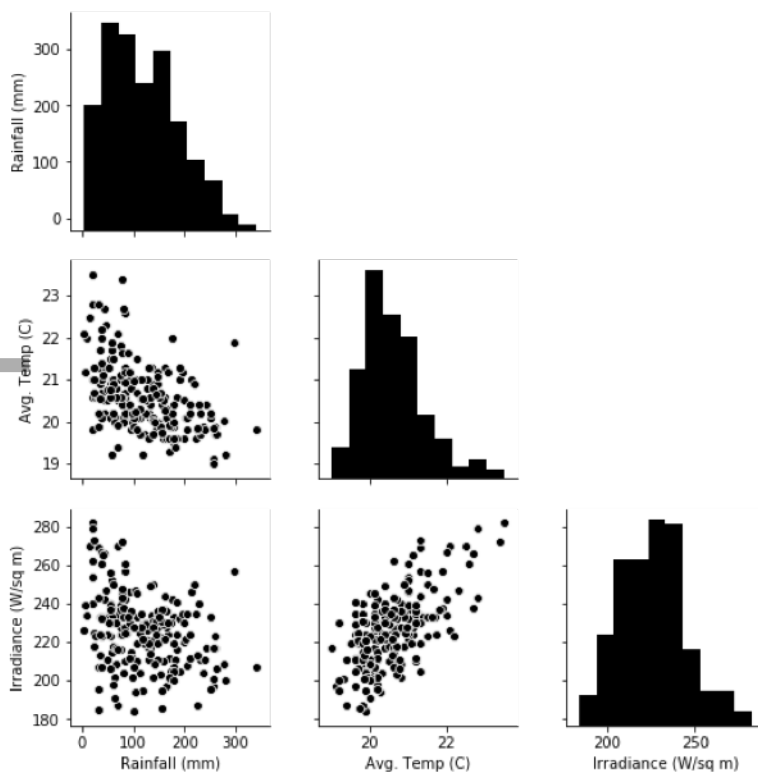 Rainfall (mm)
300
200
100
0
Avg. Temp (C)
23
22
21
20
19
Irradiance (W/sq m)
280
260
240
220
200
180
0 100 200 300
Rainfall (mm)
20 22
Avg. Temp (C)
200 250
Irradiance (W/sq m)